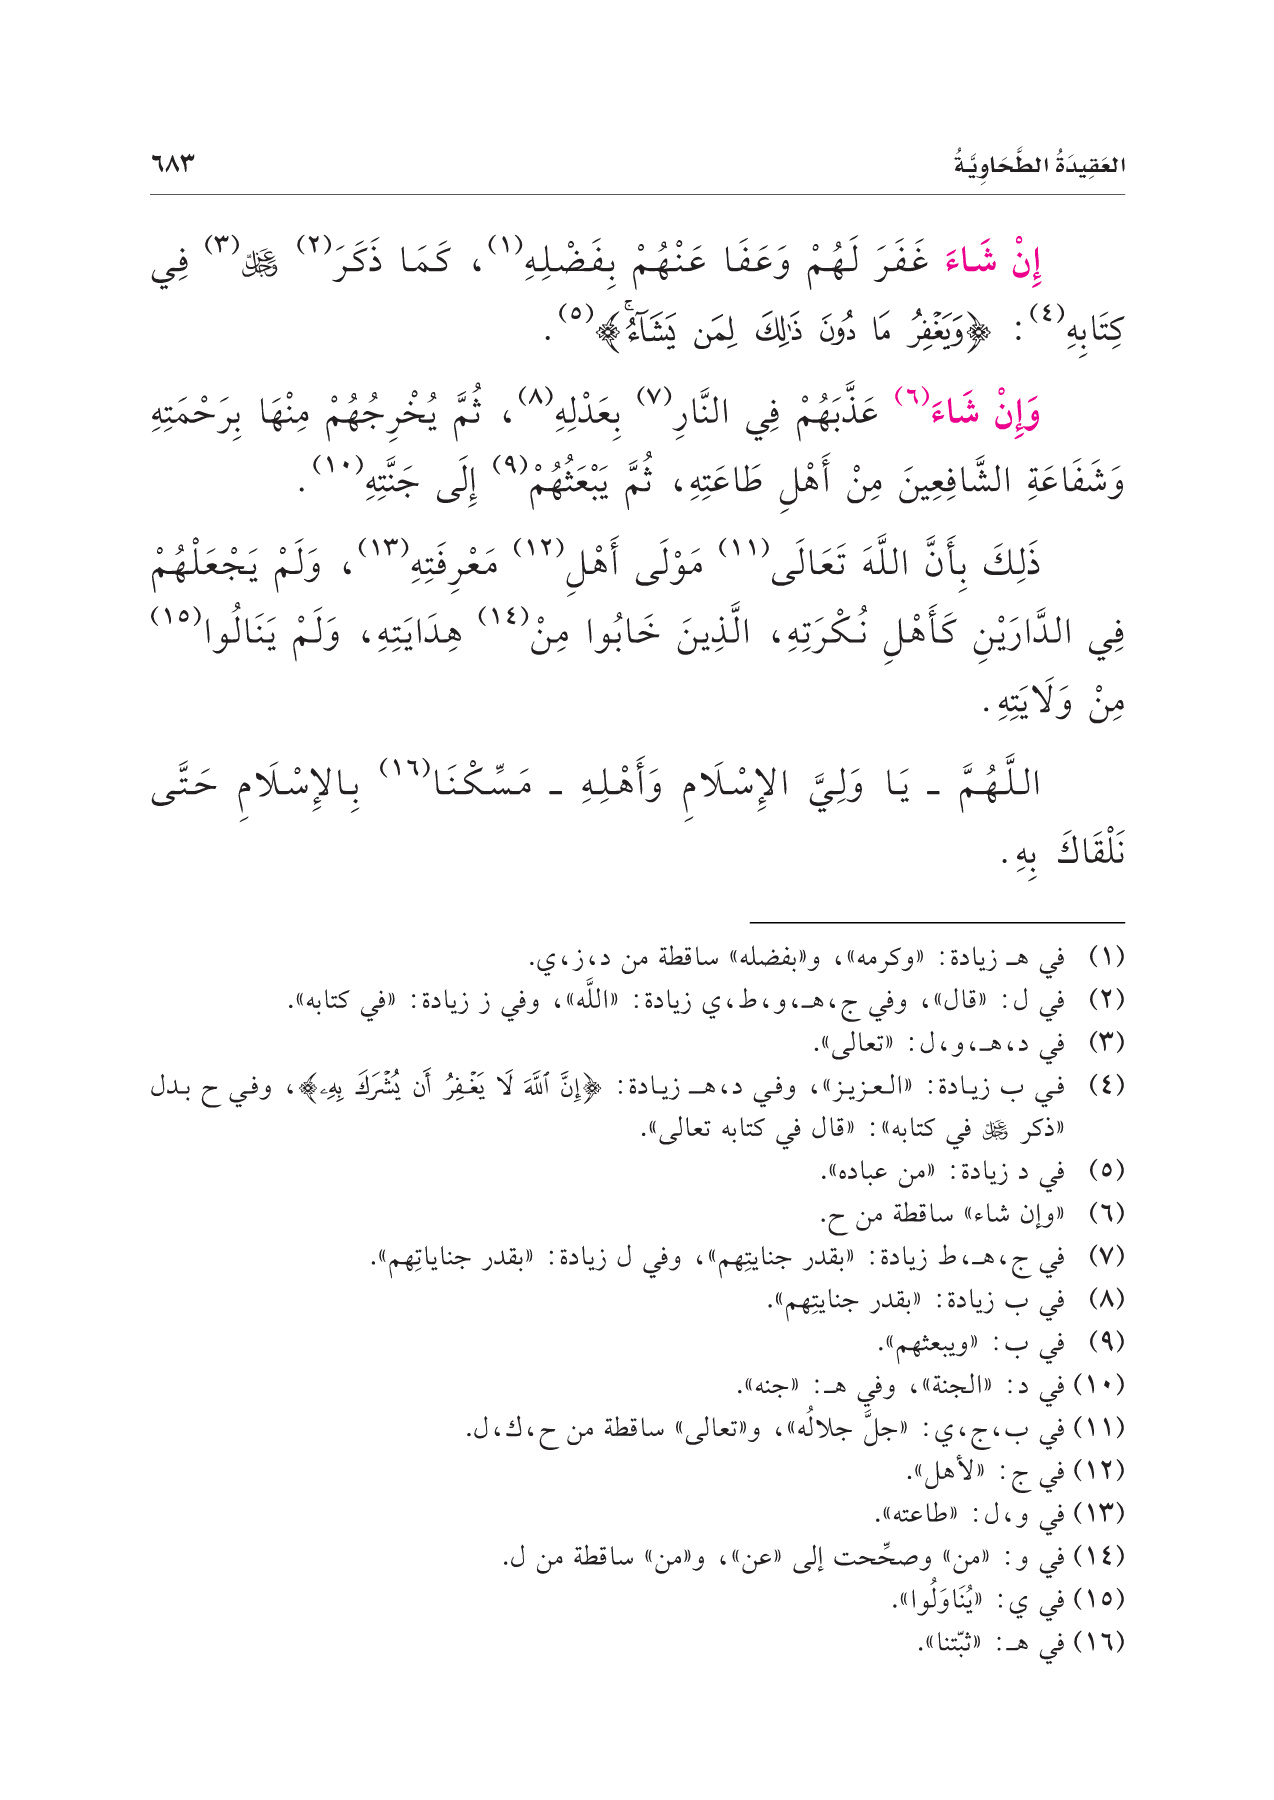 العَقِيدَةُ الطَّحَاوِيَّةُ ٦٨٣
إِنْ شَاءَ غَفَرَ لَهُمْ وَعَفَا عَنْهُمْ بِفَضْلِهِ(١)، كَمَا ذَكَرَ(٢) ﷿(٣) فِي
كِتَابِهِ(٤): ﴿وَيَغْفِرُ مَا دُونَ ذَٰلِكَ لِمَن يَشَآءُۚ﴾(٥).
وَإِنْ شَاءَ(٦) عَذَّبَهُمْ فِي النَّارِ(٧) بِعَدْلِهِ(٨)، ثُمَّ يُخْرِجُهُمْ مِنْهَا بِرَحْمَتِهِ
وَشَفَاعَةِ الشَّافِعِينَ مِنْ أَهْلِ طَاعَتِهِ، ثُمَّ يَبْعَثُهُمْ(٩) إِلَى جَنَّتِهِ(١٠).
ذَلِكَ بِأَنَّ اللَّهَ تَعَالَى(١١) مَوْلَى أَهْلِ(١٢) مَعْرِفَتِهِ(١٣)، وَلَمْ يَجْعَلْهُمْ
فِي الدَّارَيْنِ كَأَهْلِ نُكْرَتِهِ، الَّذِينَ خَابُوا مِنْ(١٤) هِدَايَتِهِ، وَلَمْ يَنَالُوا(١٥)
مِنْ وَلَايَتِهِ.
اللَّهُمَّ - يَا وَلِيَّ الإِسْلَامِ وَأَهْلِهِ - مَسِّكْنَا(١٦) بِالإِسْلَامِ حَتَّى
نَلْقَاكَ بِهِ.
(١) في هـ زيادة: «وكرمه»، و«بفضله» ساقطة من د،ز،ي.
(٢) في ل: «قال»، وفي ج،هـ،و،ط،ي زيادة: «اللَّه»، وفي ز زيادة: «في كتابه».
(٣) في د،هـ،و،ل: «تعالى».
(٤) في ب زيادة: «العزيز»، وفي د،هـ زيادة: ﴿إِنَّ ٱللَّهَ لَا يَغْفِرُ أَن يُشْرَكَ بِهِۦ﴾، وفي ح بدل
«ذكر ﷿ في كتابه»: «قال في كتابه تعالى».
(٥) في د زيادة: «من عباده».
(٦) «وإن شاء» ساقطة من ح.
(٧) في ج،هـ،ط زيادة: «بقدر جنايتِهم»، وفي ل زيادة: «بقدر جناياتِهم».
(٨) في ب زيادة: «بقدر جنايتِهم».
(٩) في ب: «ويبعثهم».
(١٠) في د: «الجنة»، وفي هـ: «جنه».
(١١) في ب،ج،ي: «جلَّ جلالُه»، و«تعالى» ساقطة من ح،ك،ل.
(١٢) في ج: «لأهل».
(١٣) في و،ل: «طاعته».
(١٤) في و: «من» وصحِّحت إلى «عن»، و«من» ساقطة من ل.
(١٥) في ي: «يُنَاوَلُوا».
(١٦) في هـ: «ثبّتنا».